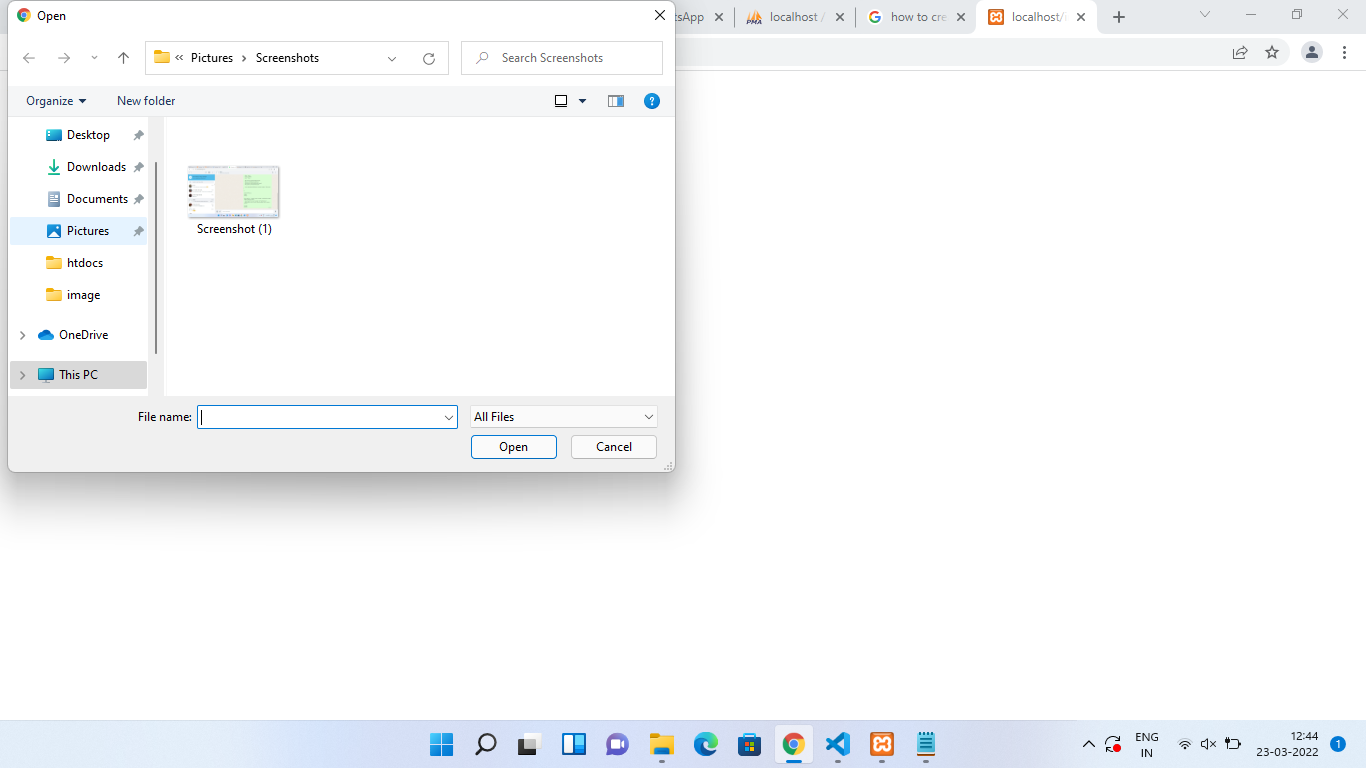 Open
tsApp
localhost /
how to cre
localhost/
Pictures
Screenshots
Search Screenshots
Organize
New folder
Desktop
Downloads
Documents
Pictures
htdocs
image
OneDrive
This PC
Screenshot (1)
File name:
All Files
Open
Cancel
ENG
IN
12:44
23-03-2022
1